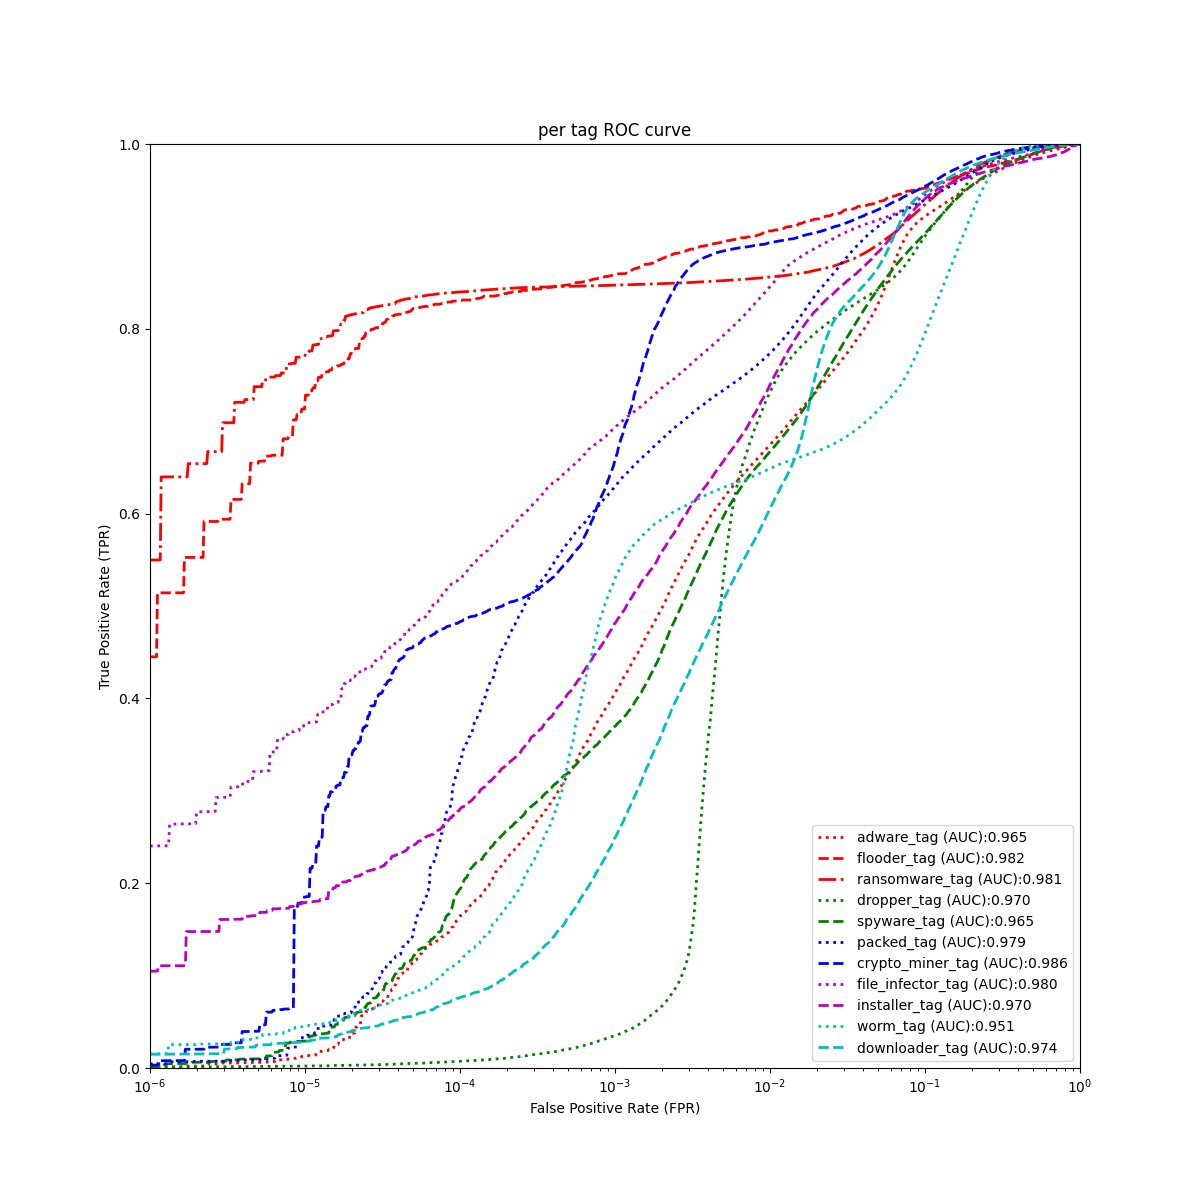 per tag ROC curve
True Positive Rate (TPR)
1.0
0.8
0.6
0.4
0.2
0.0
adware_tag (AUC):0.965
flooder_tag (AUC):0.982
ransomware_tag (AUC):0.981
dropper_tag (AUC):0.970
spyware_tag (AUC):0.965
packed_tag (AUC):0.979
crypto_miner_tag (AUC):0.986
file_infector_tag (AUC):0.980
installer_tag (AUC):0.970
worm_tag (AUC):0.951
downloader_tag (AUC):0.974
10⁻⁶ 10⁻⁵ 10⁻⁴ 10⁻³ 10⁻² 10⁻¹ 10⁰
False Positive Rate (FPR)